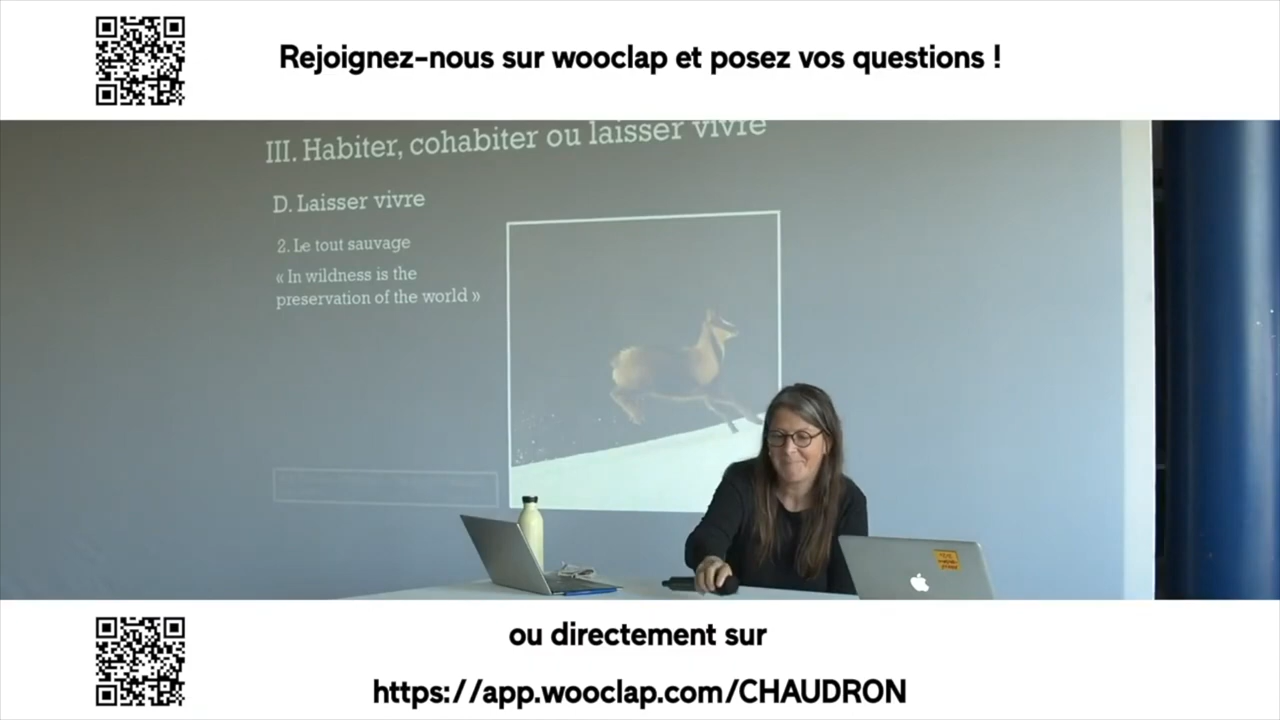 Rejoignez-nous sur wooclap et posez vos questions !
III. Habiter, cohabiter ou laisser vivre
D. Laisser vivre
2. Le tout sauvage
« In wildness is the
preservation of the world »
ou directement sur
https://app.wooclap.com/CHAUDRON